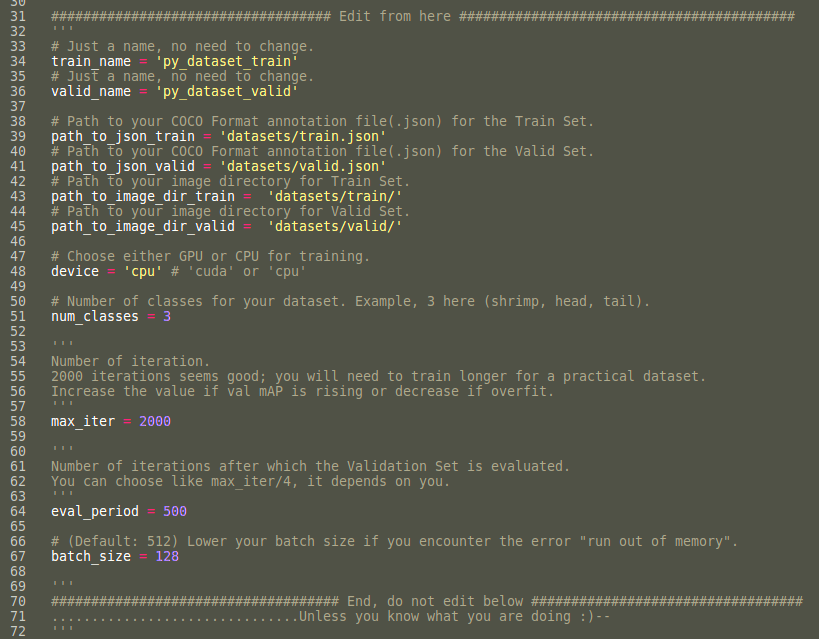 30
31 ################################### Edit from here ##########################################
32 '''
33 # Just a name, no need to change.
34 train_name = 'py_dataset_train'
35 # Just a name, no need to change.
36 valid_name = 'py_dataset_valid'
37
38 # Path to your COCO Format annotation file(.json) for the Train Set.
39 path_to_json_train = 'datasets/train.json'
40 # Path to your COCO Format annotation file(.json) for the Valid Set.
41 path_to_json_valid = 'datasets/valid.json'
42 # Path to your image directory for Train Set.
43 path_to_image_dir_train =  'datasets/train/'
44 # Path to your image directory for Valid Set.
45 path_to_image_dir_valid =  'datasets/valid/'
46
47 # Choose either GPU or CPU for training.
48 device = 'cpu' # 'cuda' or 'cpu'
49
50 # Number of classes for your dataset. Example, 3 here (shrimp, head, tail).
51 num_classes = 3
52
53 '''
54 Number of iteration.
55 2000 iterations seems good; you will need to train longer for a practical dataset.
56 Increase the value if val mAP is rising or decrease if overfit.
57 '''
58 max_iter = 2000
59
60 '''
61 Number of iterations after which the Validation Set is evaluated.
62 You can choose like max_iter/4, it depends on you.
63 '''
64 eval_period = 500
65
66 # (Default: 512) Lower your batch size if you encounter the error "run out of memory".
67 batch_size = 128
68
69 '''
70 #################################### End, do not edit below ##################################
71 ...............................Unless you know what you are doing :)--
72 '''